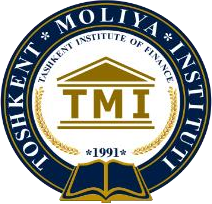 TOSHKENT * MOLIYA * INSTITUTI
TASHKENT INSTITUTE OF FINANCE
TMI
*1991*